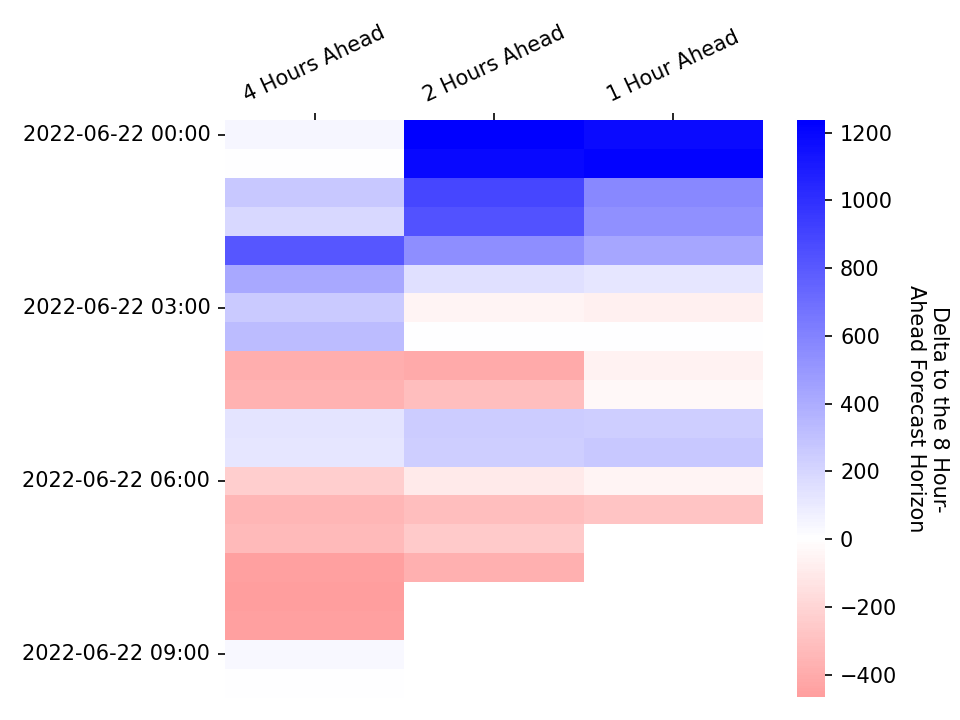 4 Hours Ahead
2 Hours Ahead
1 Hour Ahead
2022-06-22 00:00
2022-06-22 03:00
2022-06-22 06:00
2022-06-22 09:00
1200
1000
800
600
400
200
0
−200
−400
Delta to the 8 Hour-
Ahead Forecast Horizon